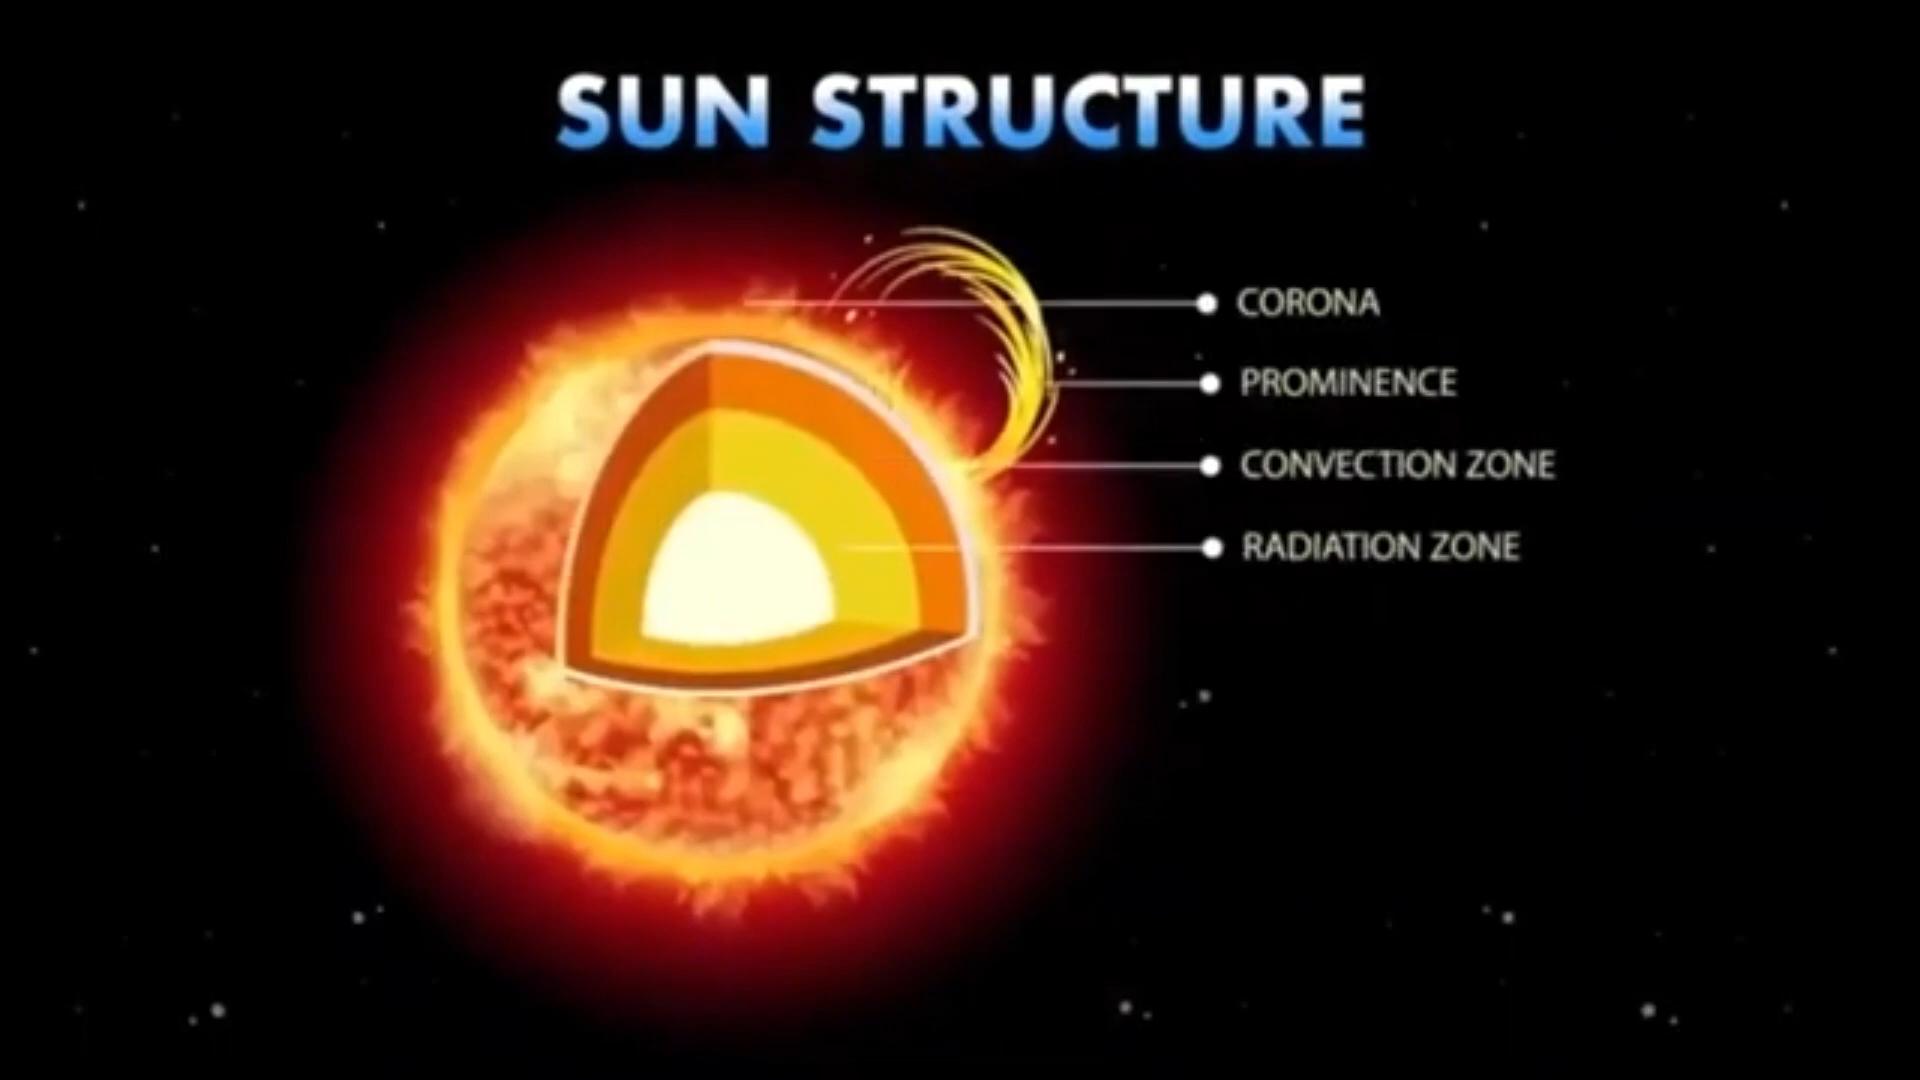 SUN STRUCTURE
CORONA
PROMINENCE
CONVECTION ZONE
RADIATION ZONE